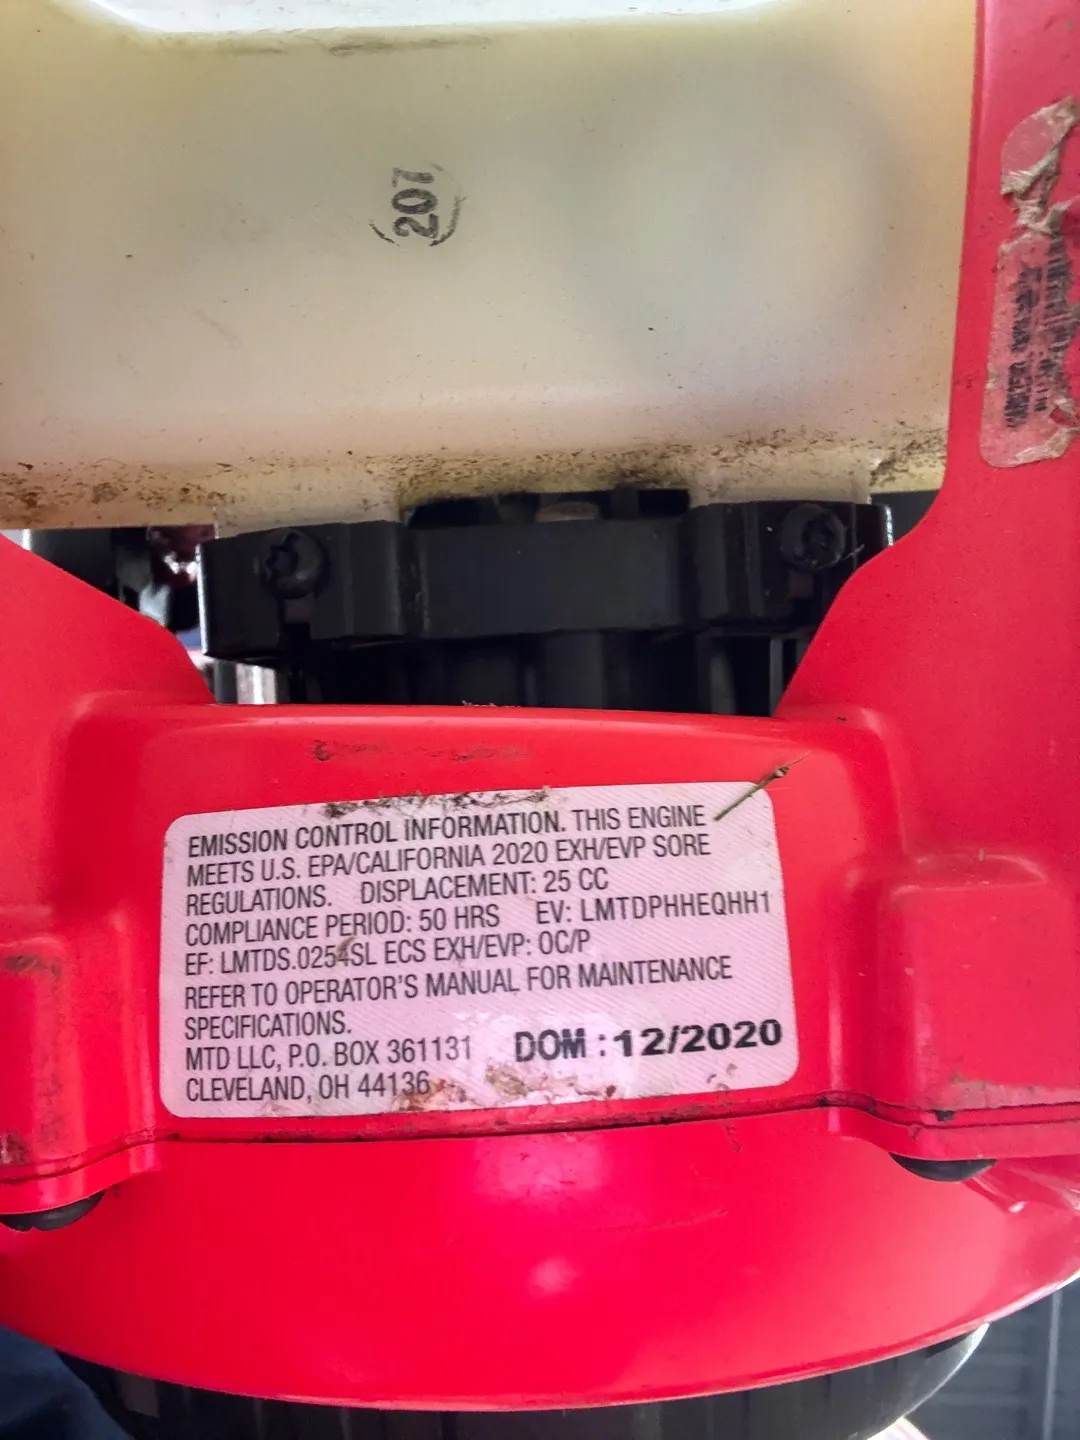 207
EMISSION CONTROL INFORMATION. THIS ENGINE
MEETS U.S. EPA/CALIFORNIA 2020 EXH/EVP SORE
REGULATIONS. DISPLACEMENT: 25 CC
COMPLIANCE PERIOD: 50 HRS EV: LMTDPHHEQHH1
EF: LMTDS.0254SL ECS EXH/EVP: OC/P
REFER TO OPERATOR'S MANUAL FOR MAINTENANCE
SPECIFICATIONS.
MTD LLC, P.O. BOX 361131 DOM : 12/2020
CLEVELAND, OH 44136